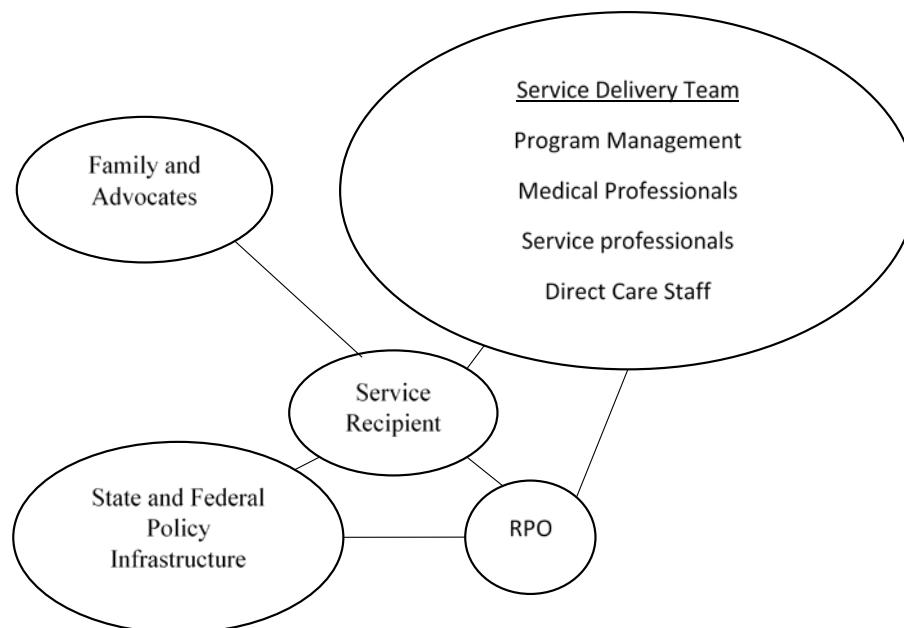 Service Delivery Team
Program Management
Medical Professionals
Service professionals
Direct Care Staff
Family and
Advocates
Service
Recipient
State and Federal
Policy
Infrastructure
RPO